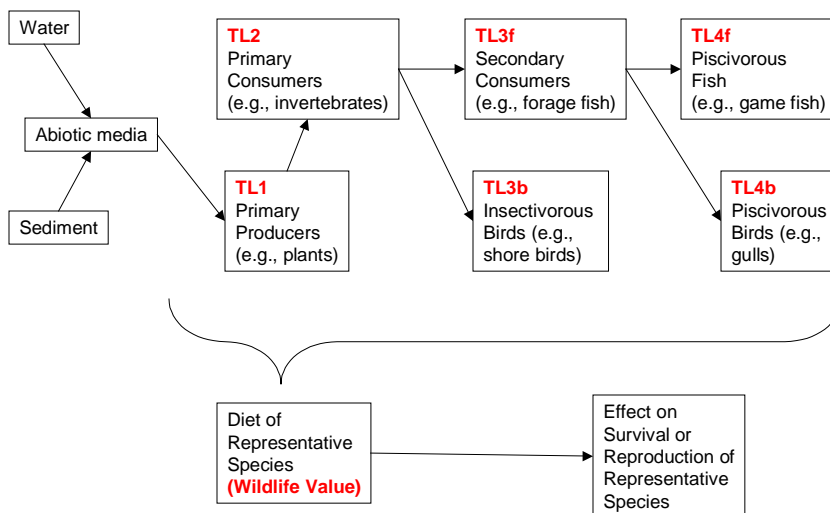 Water
Abiotic media
Sediment
TL2
Primary
Consumers
(e.g., invertebrates)
TL1
Primary
Producers
(e.g., plants)
TL3f
Secondary
Consumers
(e.g., forage fish)
TL3b
Insectivorous
Birds (e.g.,
shore birds)
TL4f
Piscivorous
Fish
(e.g., game fish)
TL4b
Piscivorous
Birds (e.g.,
gulls)
Diet of
Representative
Species
(Wildlife Value)
Effect on
Survival or
Reproduction of
Representative
Species